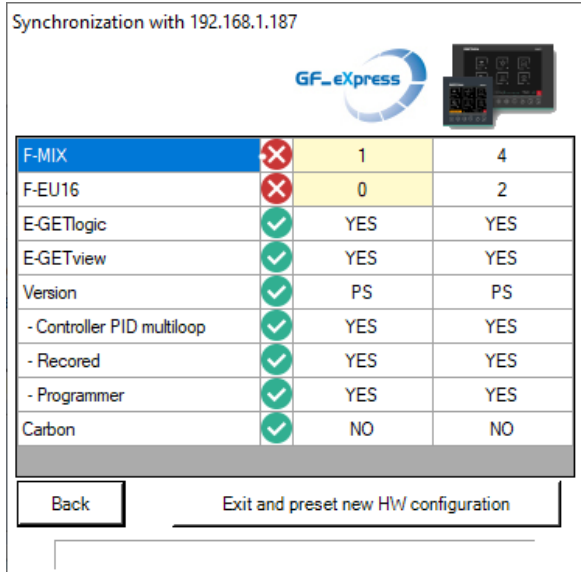 Synchronization with 192.168.1.187
GF_eXpress
F-MIX 1 4
F-EU16 0 2
E-GETlogic YES YES
E-GETview YES YES
Version PS PS
- Controller PID multiloop YES YES
- Recored YES YES
- Programmer YES YES
Carbon NO NO
Back Exit and preset new HW configuration